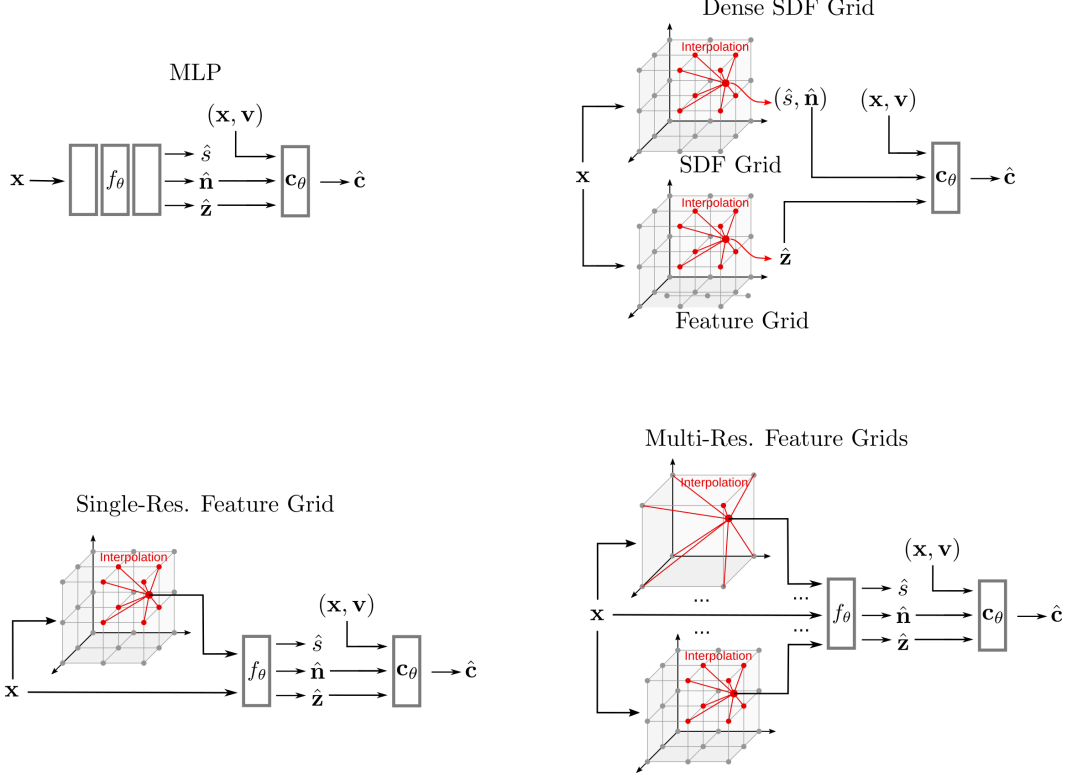 MLP
(x, v)
x
f_θ
ŝ
n̂
ẑ
c_θ
ĉ
Dense SDF Grid
Interpolation
(ŝ, n̂)
(x, v)
SDF Grid
x
c_θ
ĉ
Interpolation
ẑ
Feature Grid
Single-Res. Feature Grid
Interpolation
(x, v)
x
f_θ
ŝ
n̂
ẑ
c_θ
ĉ
Multi-Res. Feature Grids
Interpolation
(x, v)
... ...
x
f_θ
ŝ
n̂
ẑ
c_θ
ĉ
... ...
Interpolation